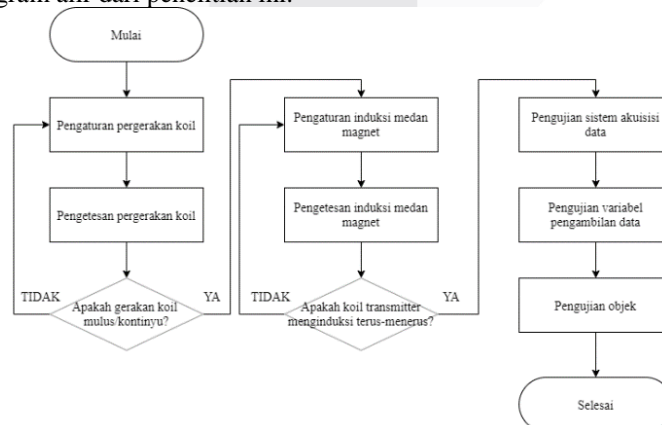 dari penelitian ini.
Mulai
Pengaturan pergerakan koil
Pengetesan pergerakan koil
TIDAK
Apakah gerakan koil
mulus/kontinyu?
YA
Pengaturan induksi medan
magnet
Pengetesan induksi medan
magnet
TIDAK
Apakah koil transmitter
menginduksi terus-menerus?
YA
Pengujian sistem akuisisi
data
Pengujian variabel
pengambilan data
Pengujian objek
Selesai